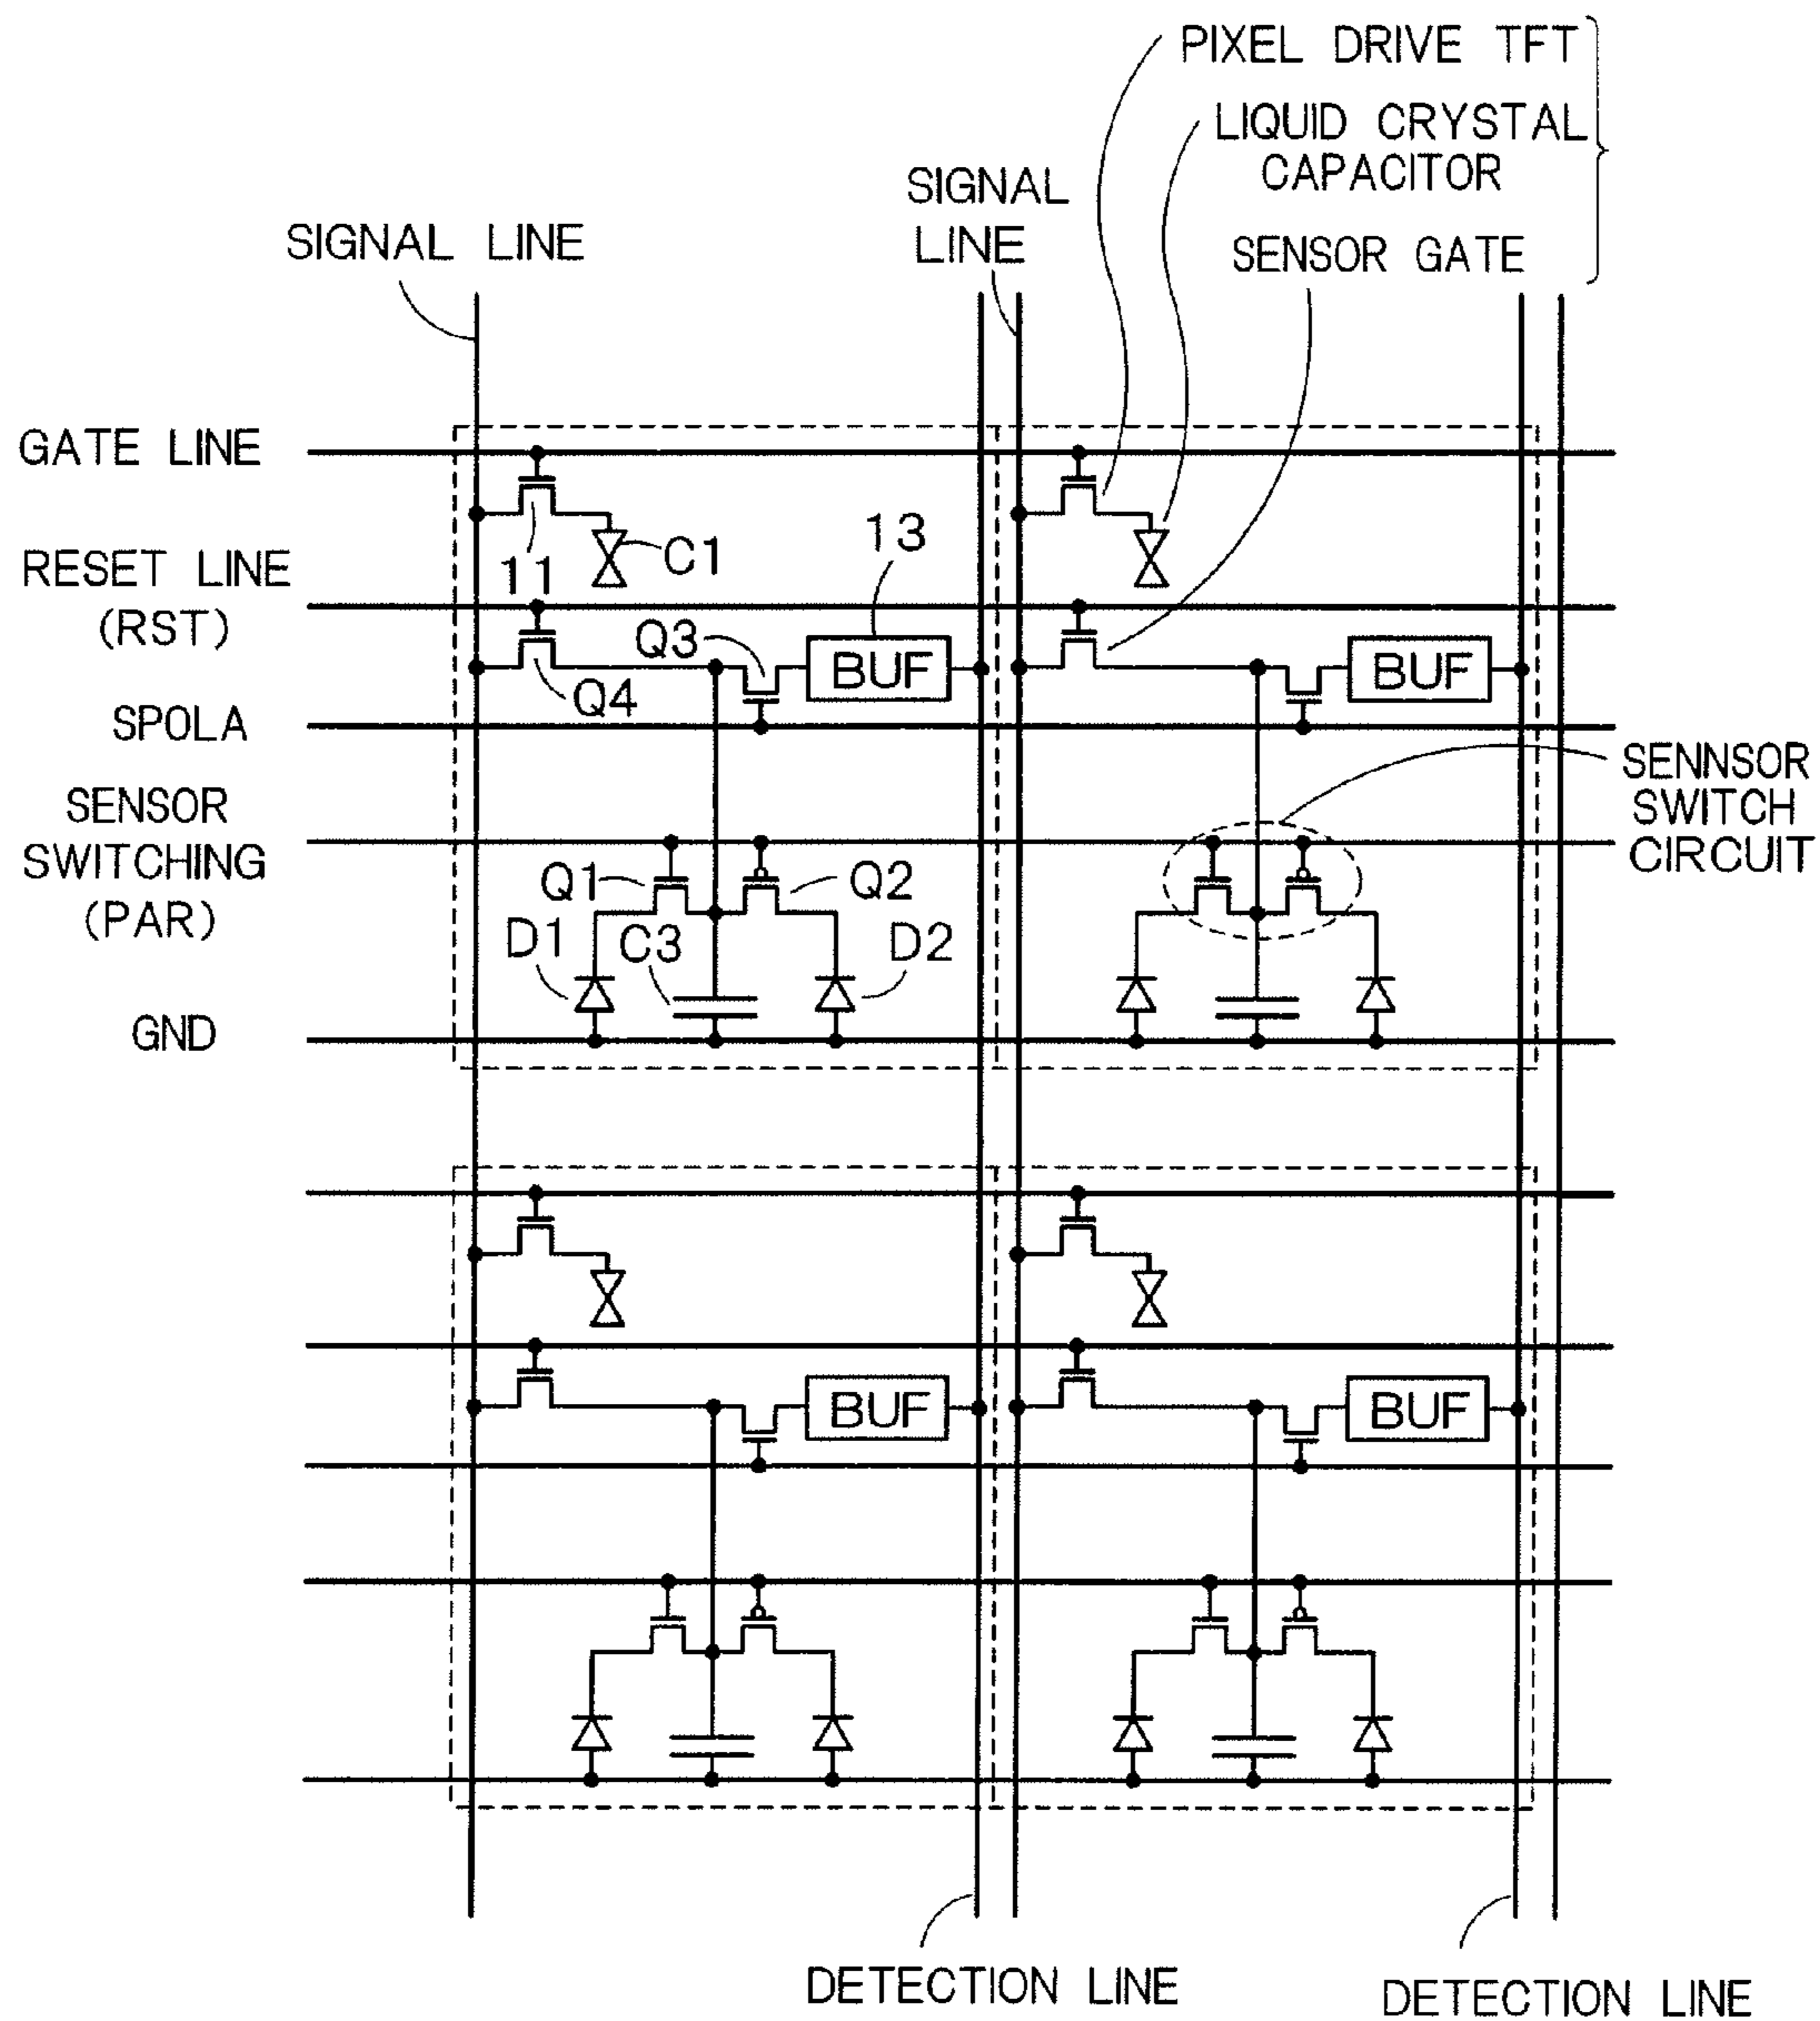 PIXEL DRIVE TFT
LIQUID CRYSTAL
CAPACITOR
SENSOR GATE
SIGNAL LINE
SIGNAL
LINE
GATE LINE
11
C1
13
RESET LINE
(RST)
Q4
Q3
BUF
BUF
SPOLA
SENNSOR
SWITCH
CIRCUIT
SENSOR
SWITCHING
(PAR)
Q1
Q2
D1
C3
D2
GND
BUF
BUF
DETECTION LINE
DETECTION LINE